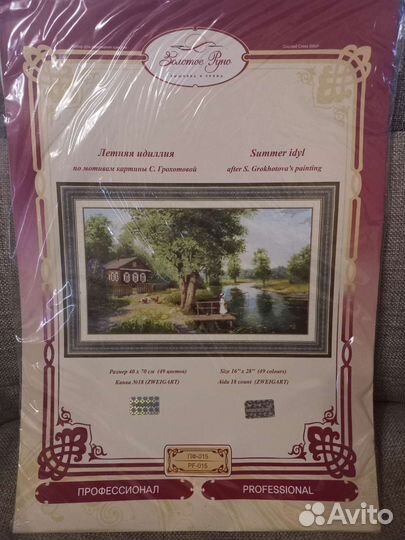 Золотое Руно
Летняя идиллия
по мотивам картины С. Грохотовой
Summer idyl
after S. Grokhotova's painting
Размер 40 x 70 см (49 цветов)
Канва №18 (ZWEIGART)
Size 16" x 28" (49 colours)
Aida 18 count (ZWEIGART)
ПФ-015
PF-015
ПРОФЕССИОНАЛ
PROFESSIONAL
Avito